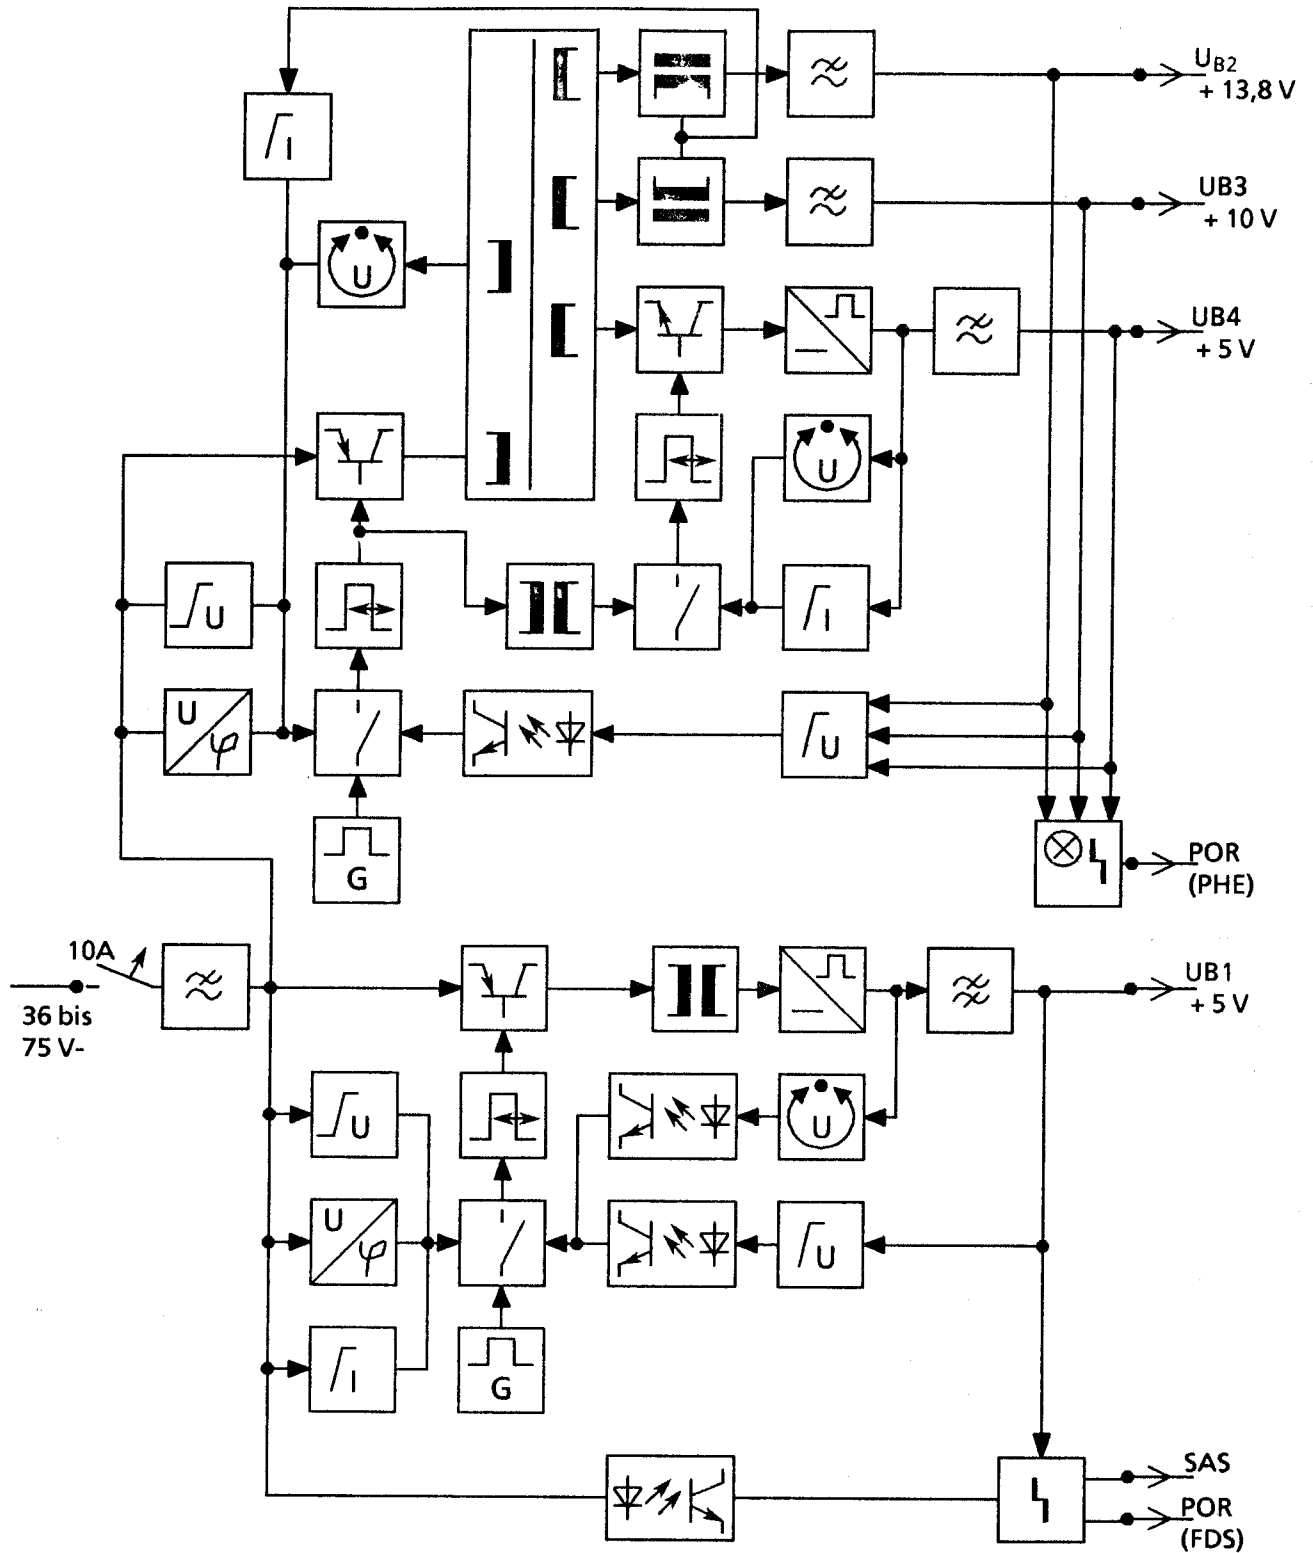 U_B2
+ 13,8 V
I
UB3
+ 10 V
U
UB4
+ 5 V
U
U
I
U
φ
U
G
POR
(PHE)
10A
36 bis
75 V-
UB1
+ 5 V
U
U
U
φ
U
I
G
SAS
POR
(FDS)